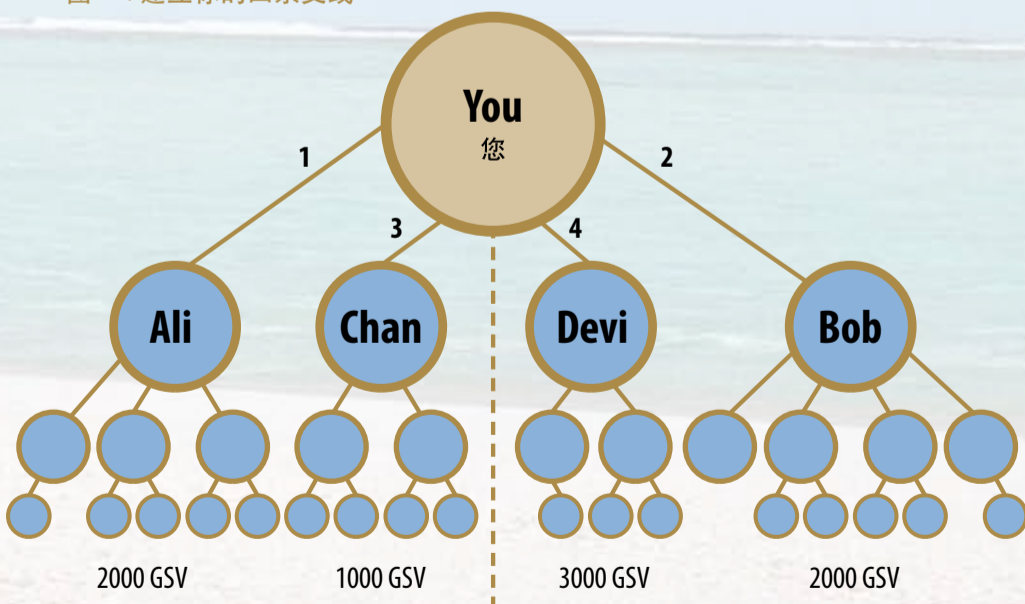 You
您
1
2
3
4
Ali
Chan
Devi
Bob
2000 GSV
1000 GSV
3000 GSV
2000 GSV